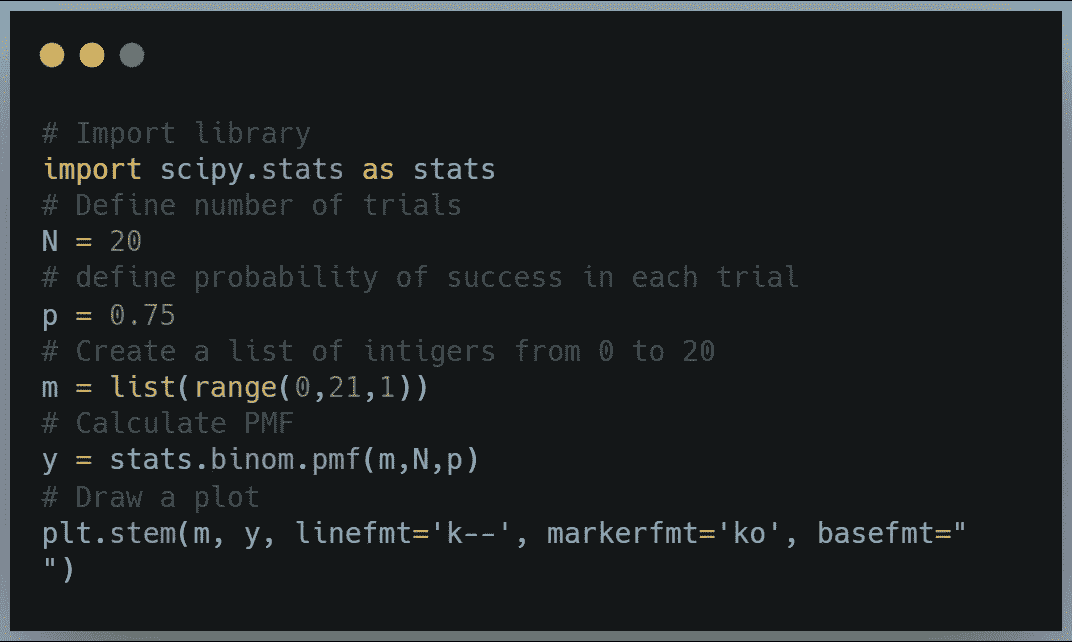 # Import library
import scipy.stats as stats
# Define number of trials
N = 20
# define probability of success in each trial
p = 0.75
# Create a list of intigers from 0 to 20
m = list(range(0,21,1))
# Calculate PMF
y = stats.binom.pmf(m,N,p)
# Draw a plot
plt.stem(m, y, linefmt='k--', markerfmt='ko', basefmt="
")